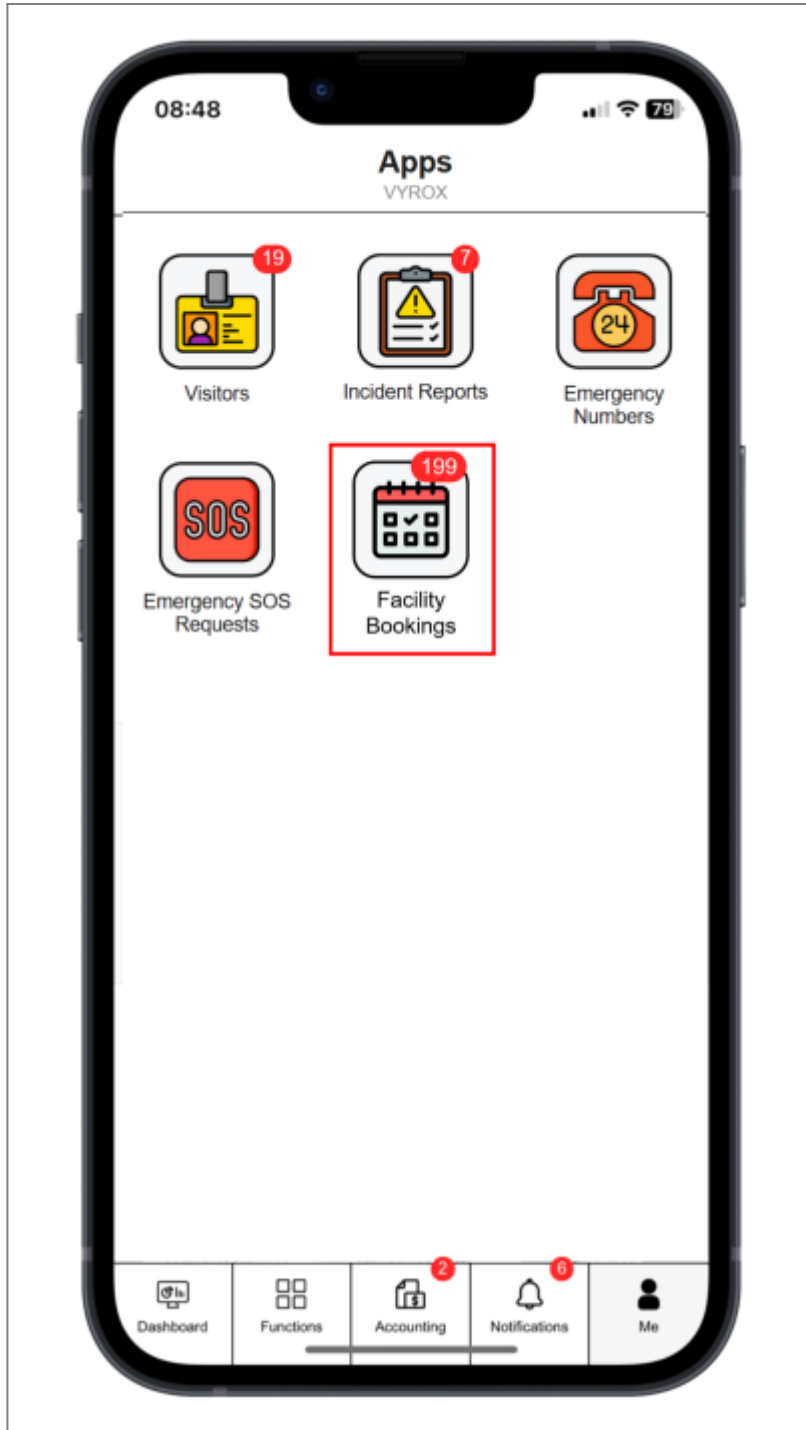 08:48
79
Apps
VYROX
19
7
24
Visitors
Incident Reports
Emergency
Numbers
199
SOS
Emergency SOS
Requests
Facility
Bookings
2
6
$
Dashboard
Functions
Accounting
Notifications
Me